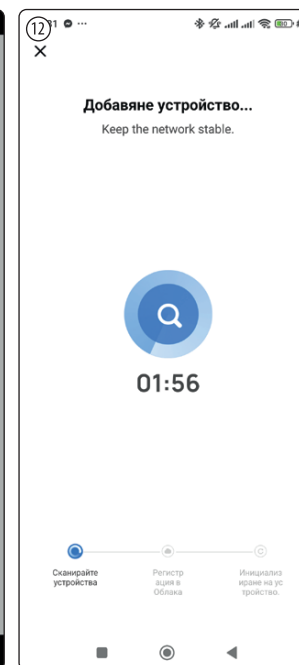 12
Добавяне устройство...
Keep the network stable.
01:56
Сканирайте
устройства
Регистр
ация в
Облака
Инициализ
иране на ус
тройство.